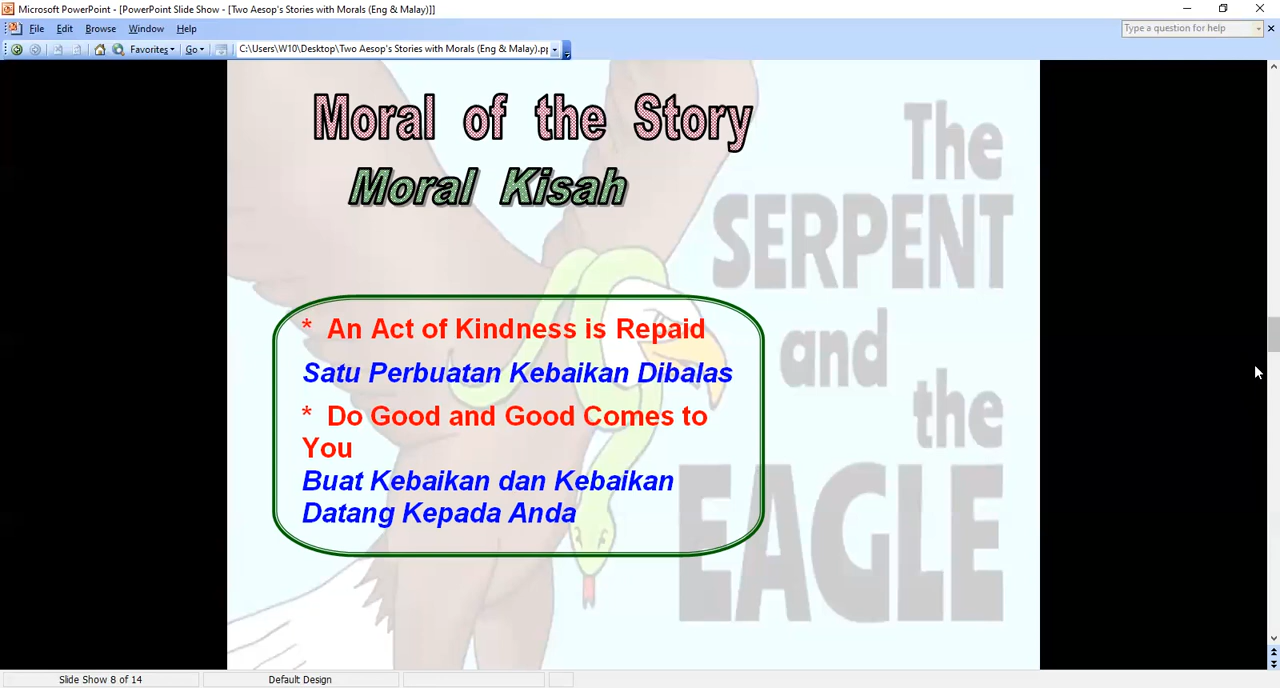 Microsoft PowerPoint - [PowerPoint Slide Show - [Two Aesop's Stories with Morals (Eng & Malay)]]
File Edit Browse Window Help
Type a question for help
Favorites Go C:\Users\W10\Desktop\Two Aesop's Stories with Morals (Eng & Malay).pp
Moral of the Story
Moral Kisah
The
SERPENT
and
the
EAGLE
* An Act of Kindness is Repaid
Satu Perbuatan Kebaikan Dibalas
* Do Good and Good Comes to
You
Buat Kebaikan dan Kebaikan
Datang Kepada Anda
Slide Show 8 of 14
Default Design